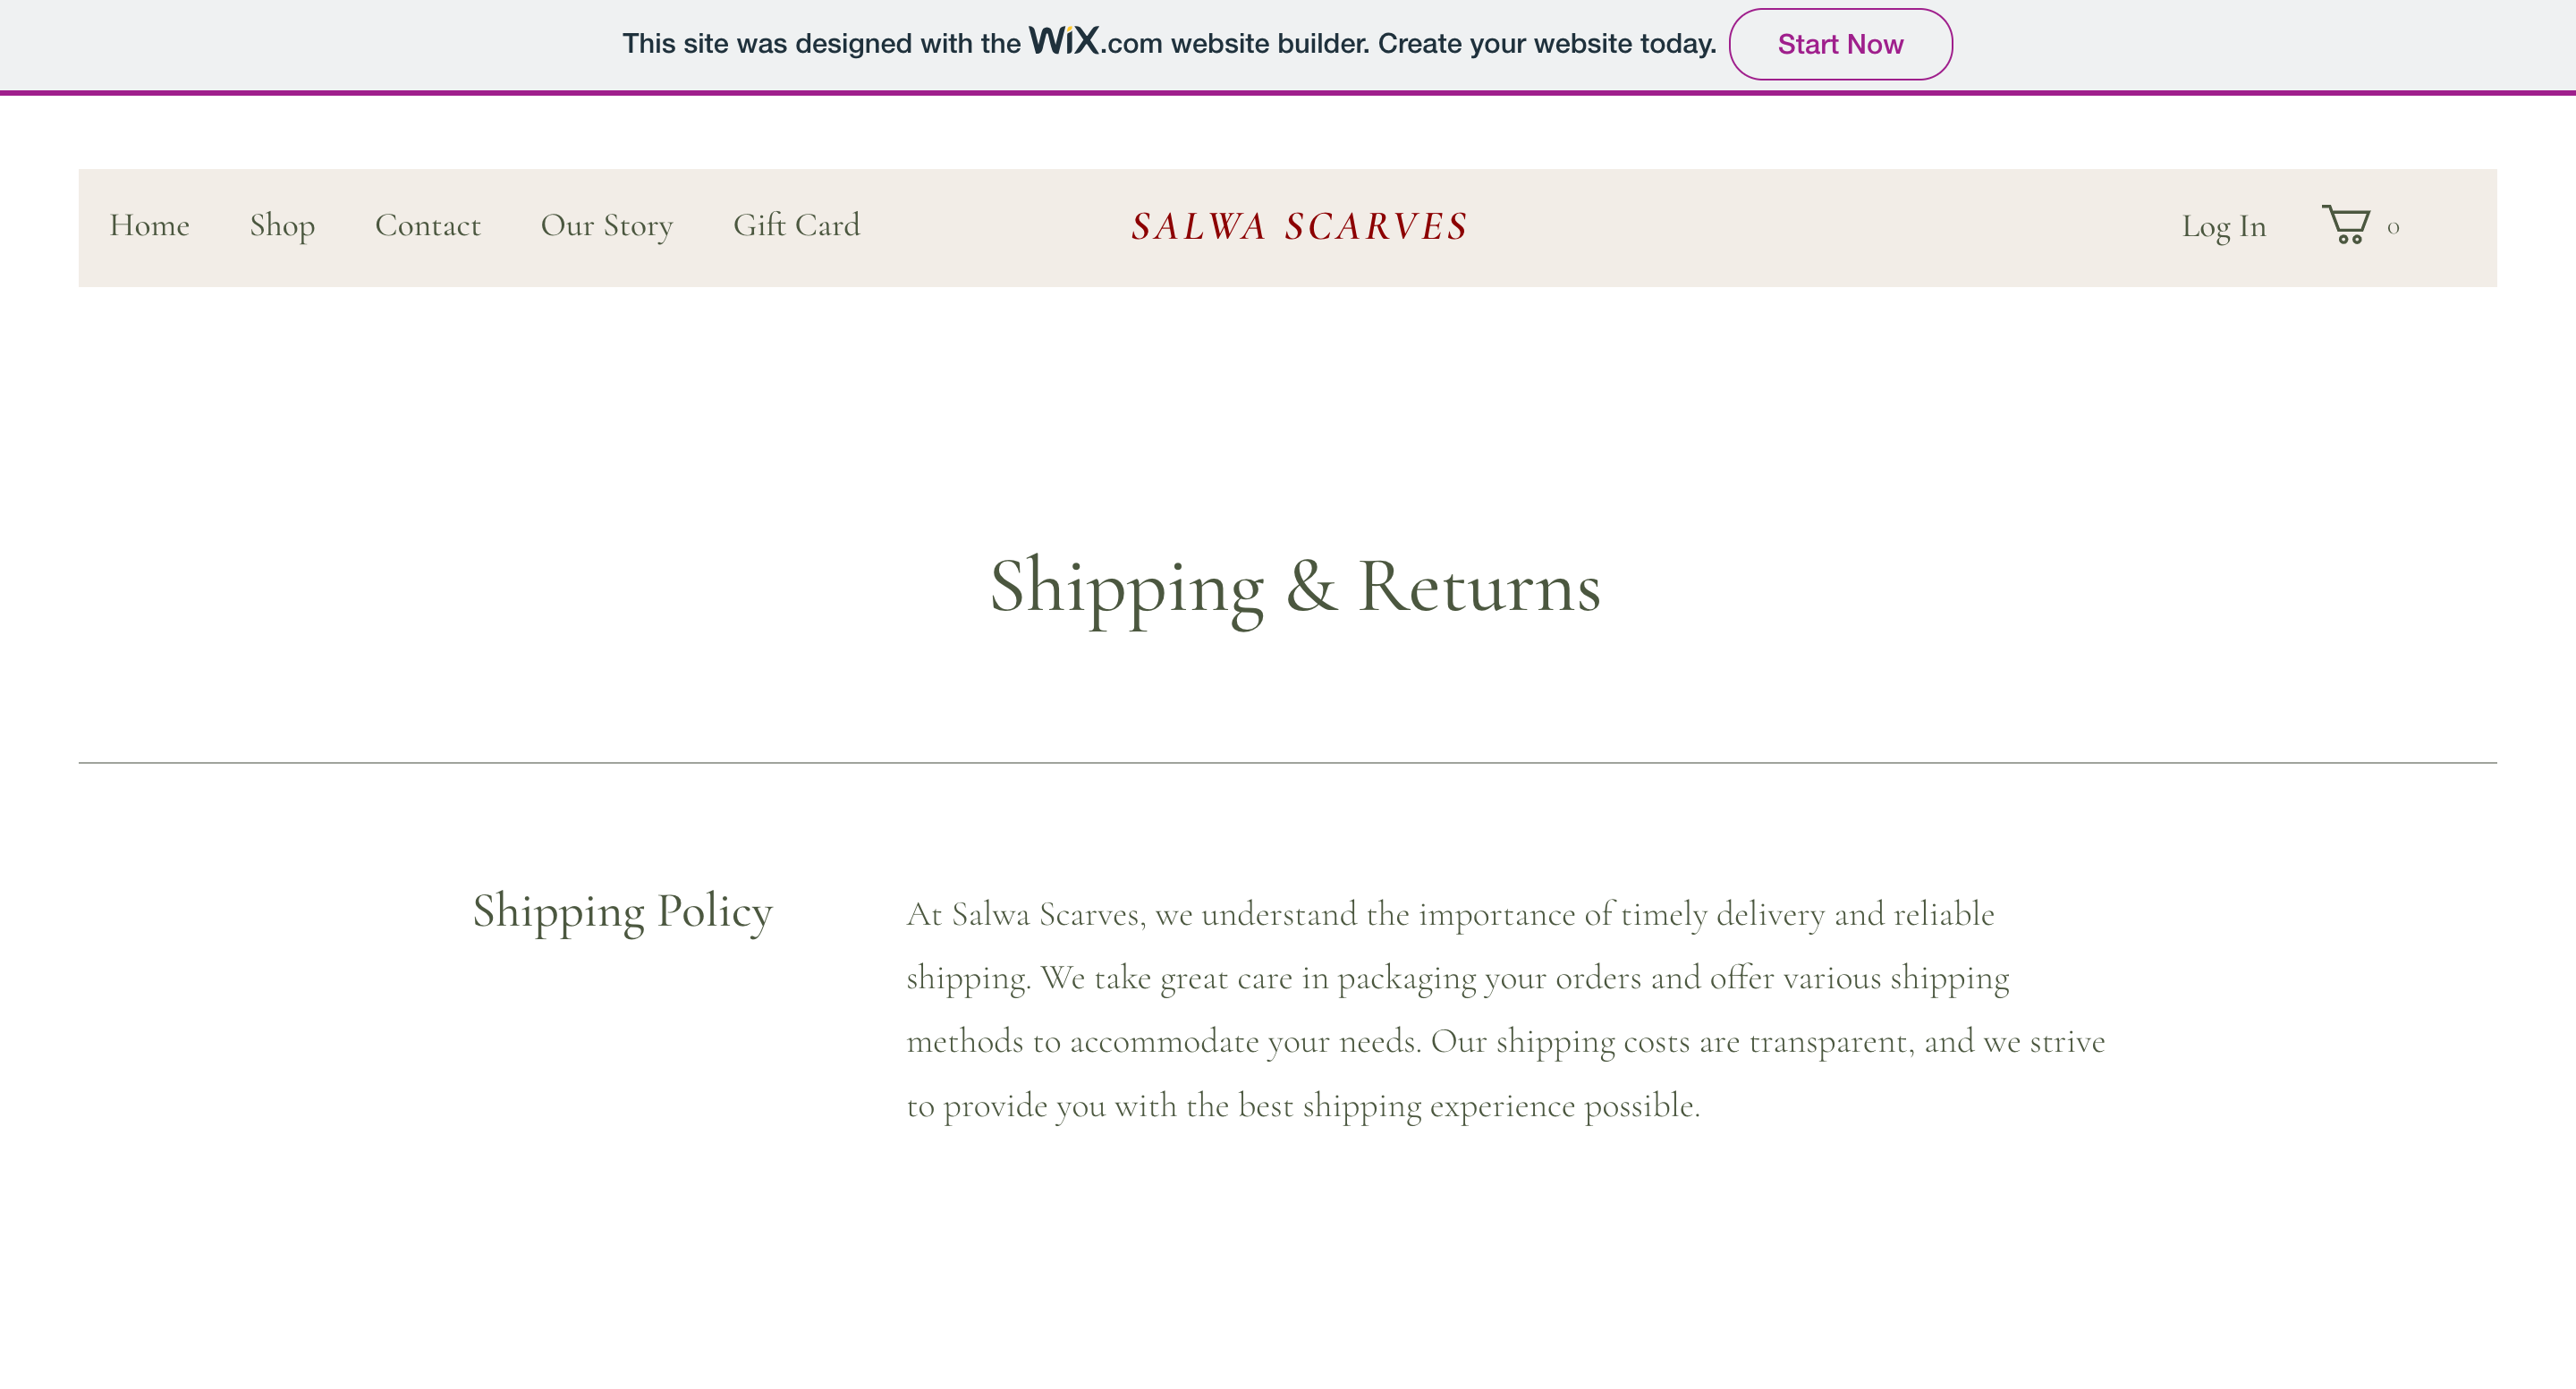 This site was designed with the WiX.com website builder. Create your website today. Start Now
Home Shop Contact Our Story Gift Card SALWA SCARVES Log In 0
Shipping & Returns
Shipping Policy
At Salwa Scarves, we understand the importance of timely delivery and reliable
shipping. We take great care in packaging your orders and offer various shipping
methods to accommodate your needs. Our shipping costs are transparent, and we strive
to provide you with the best shipping experience possible.